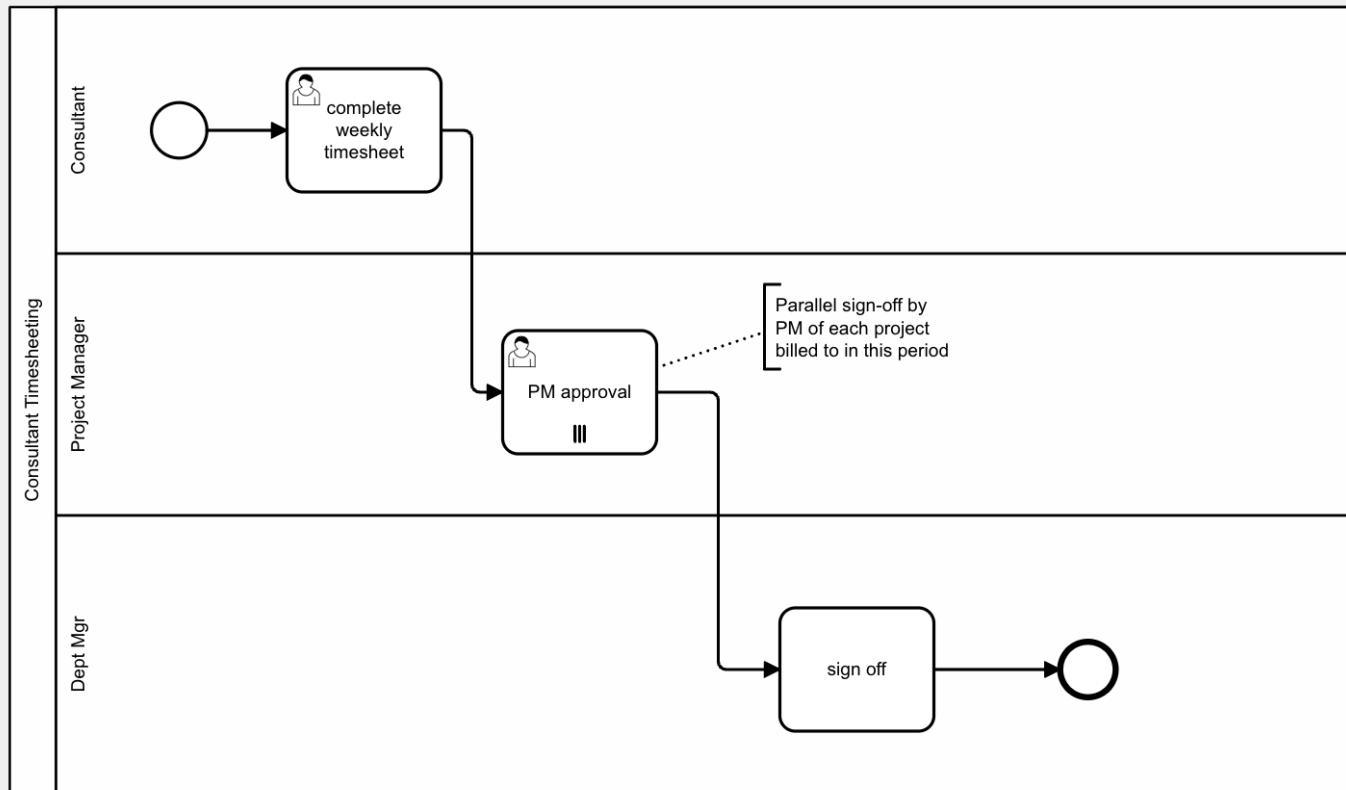 Consultant Timesheeting
Consultant
complete
weekly
timesheet
Project Manager
PM approval
Parallel sign-off by
PM of each project
billed to in this period
Dept Mgr
sign off